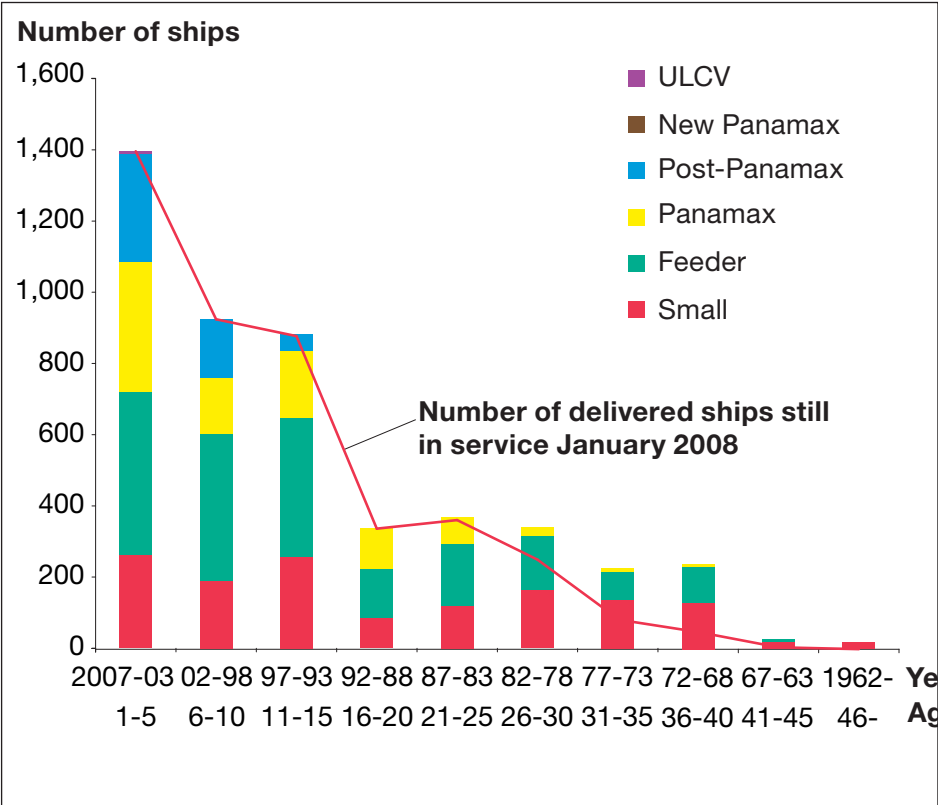 Number of ships
1,600
1,400
1,200
1,000
800
600
400
200
0
ULCV
New Panamax
Post-Panamax
Panamax
Feeder
Small
Number of delivered ships still
in service January 2008
2007-03 02-98 97-93 92-88 87-83 82-78 77-73 72-68 67-63 1962- Ye
1-5 6-10 11-15 16-20 21-25 26-30 31-35 36-40 41-45 46- Ag